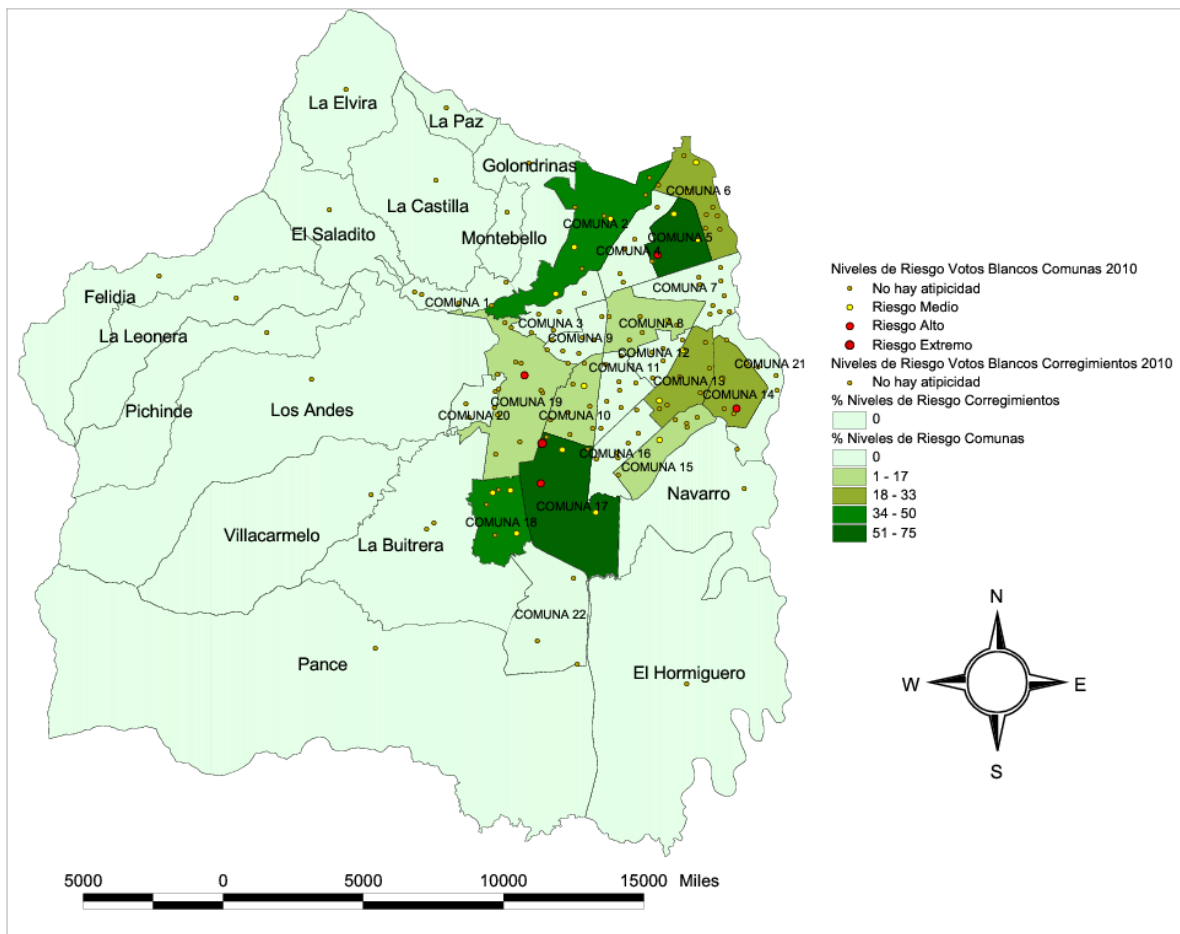 La Elvira
La Paz
Golondrinas
COMUNA 6
La Castilla
COMUNA 2
El Saladito
Montebello
COMUNA 5
COMUNA 4
Felidia
COMUNA 7
COMUNA 1
La Leonera
COMUNA 3
COMUNA 8
COMUNA 9
COMUNA 12
COMUNA 11
COMUNA 21
COMUNA 13
Pichinde
Los Andes
COMUNA 14
COMUNA 19
COMUNA 20
COMUNA 10
COMUNA 16
COMUNA 15
Navarro
COMUNA 17
COMUNA 18
Villacarmelo
La Buitrera
COMUNA 22
Pance
El Hormiguero
Niveles de Riesgo Votos Blancos Comunas 2010
No hay atipicidad
Riesgo Medio
Riesgo Alto
Riesgo Extremo
Niveles de Riesgo Votos Blancos Corregimientos 2010
No hay atipicidad
% Niveles de Riesgo Corregimientos
0
% Niveles de Riesgo Comunas
0
1 - 17
18 - 33
34 - 50
51 - 75
N
W E
S
5000 0 5000 10000 15000 Miles